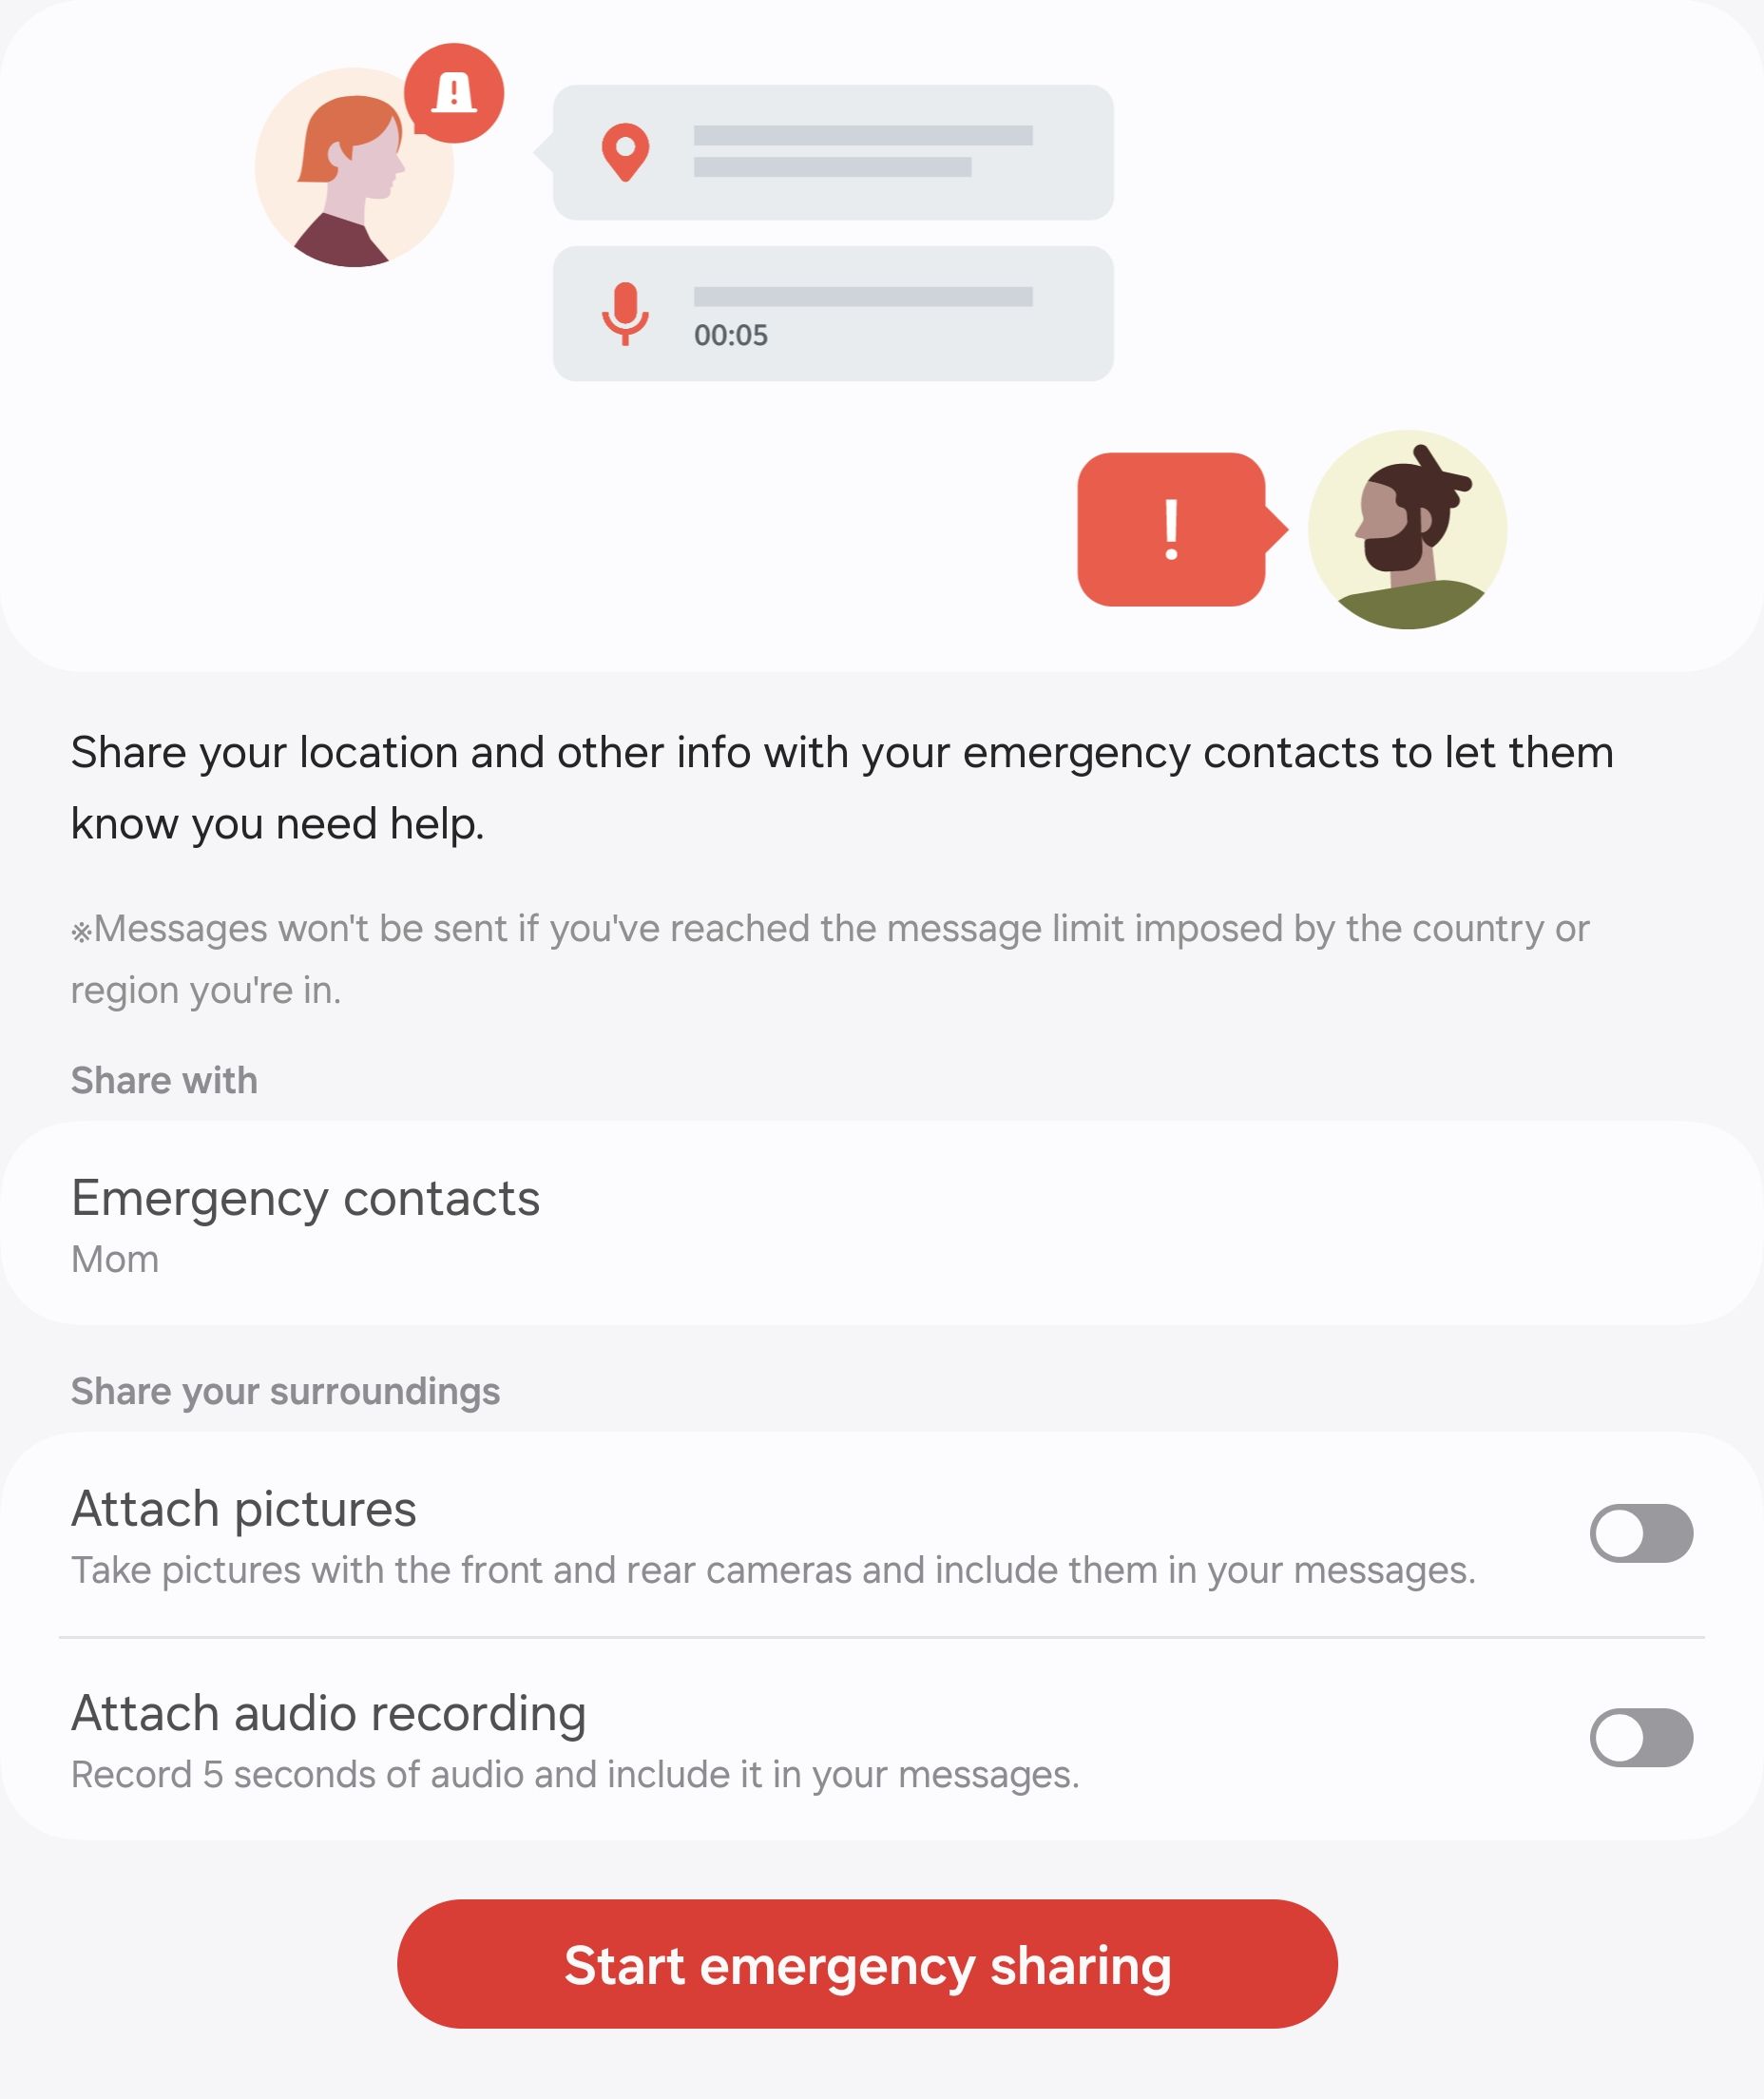 00:05
!
Share your location and other info with your emergency contacts to let them
know you need help.
※Messages won't be sent if you've reached the message limit imposed by the country or
region you're in.
Share with
Emergency contacts
Mom
Share your surroundings
Attach pictures
Take pictures with the front and rear cameras and include them in your messages.
Attach audio recording
Record 5 seconds of audio and include it in your messages.
Start emergency sharing